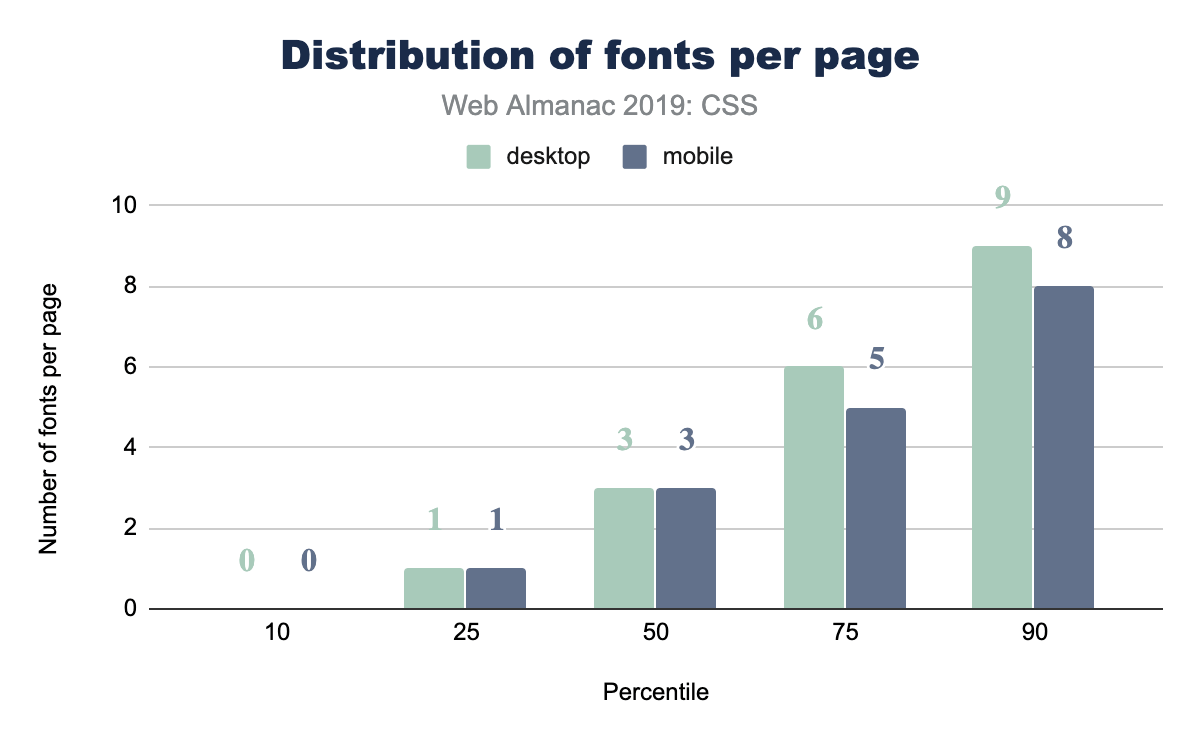 Distribution of fonts per page
Web Almanac 2019: CSS
desktop mobile
Number of fonts per page
10
8
6
4
2
0
0 0
1 1
3 3
6 5
9 8
10 25 50 75 90
Percentile